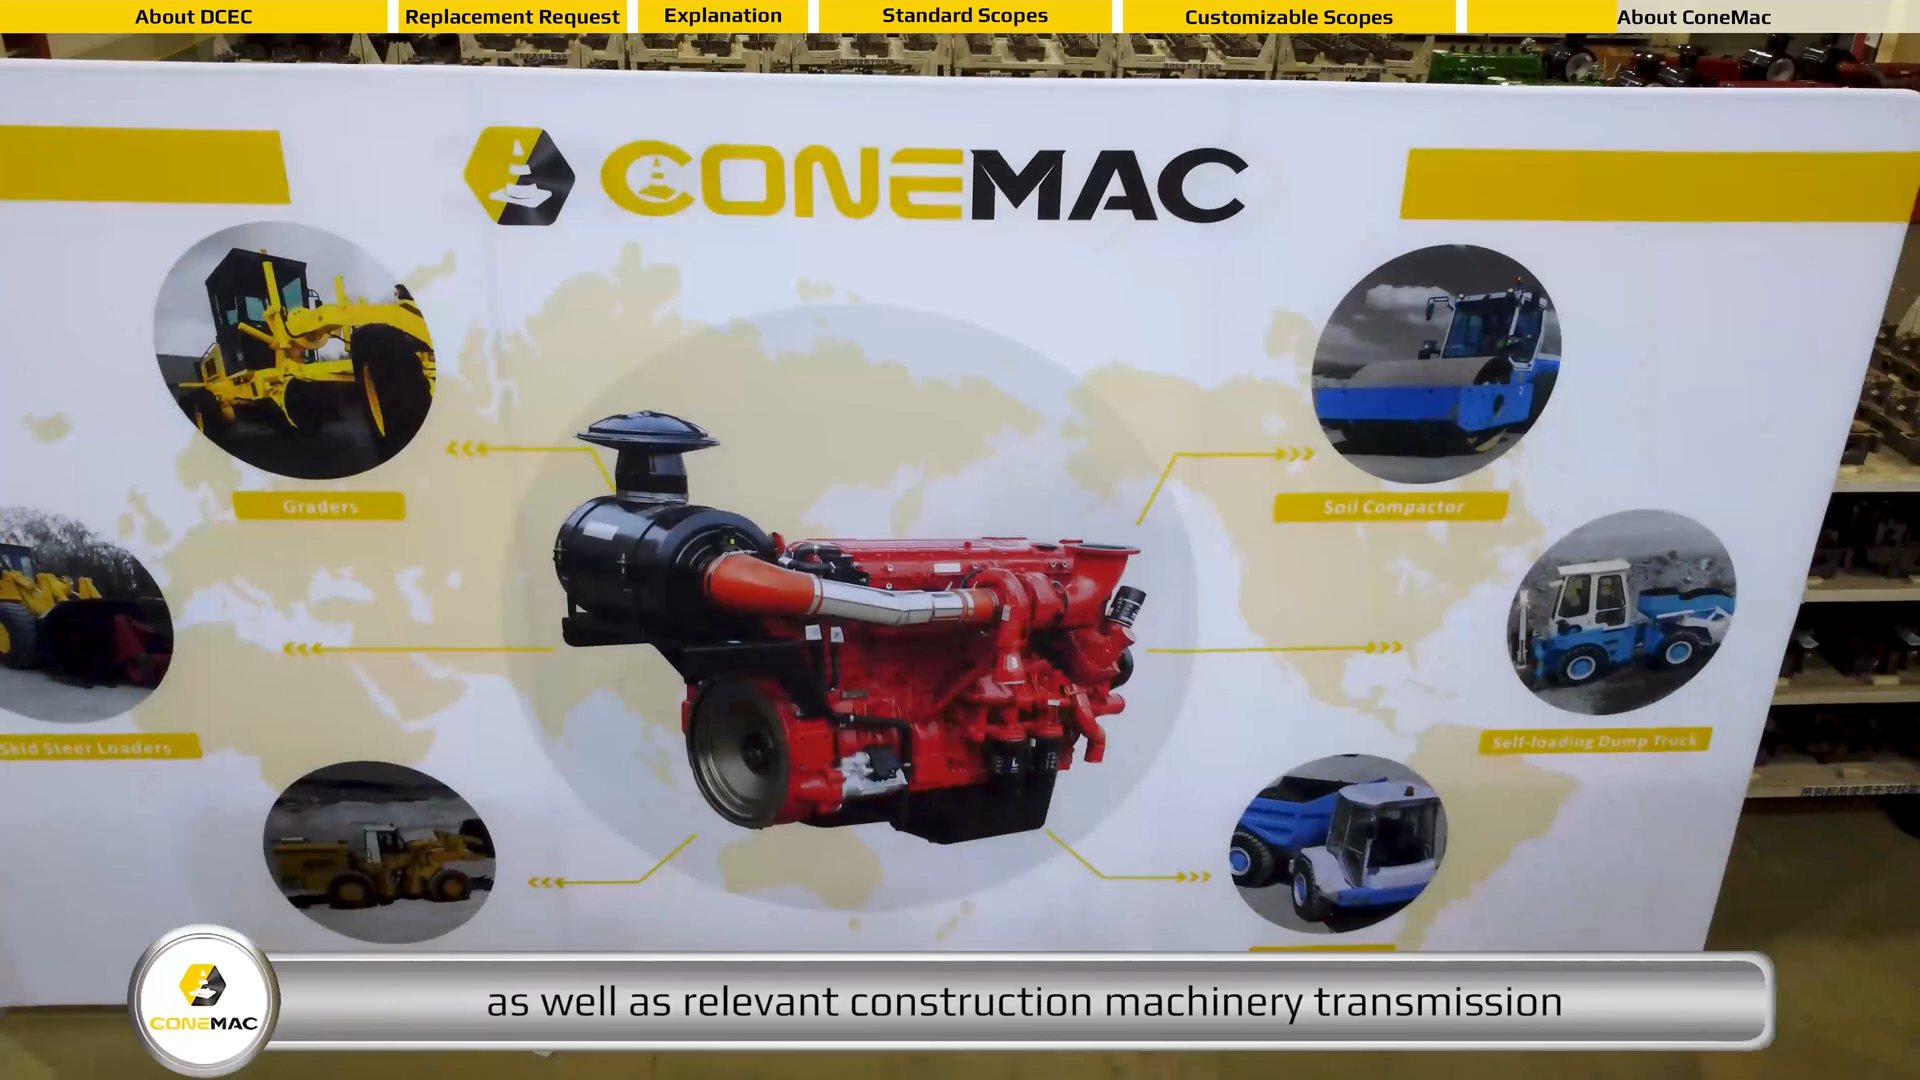 About DCEC
Replacement Request
Explanation
Standard Scopes
Customizable Scopes
About ConeMac
CONEMAC
Graders
Soil Compactor
Skid Steer Loaders
Self-loading Dump Truck
CONEMAC
as well as relevant construction machinery transmission